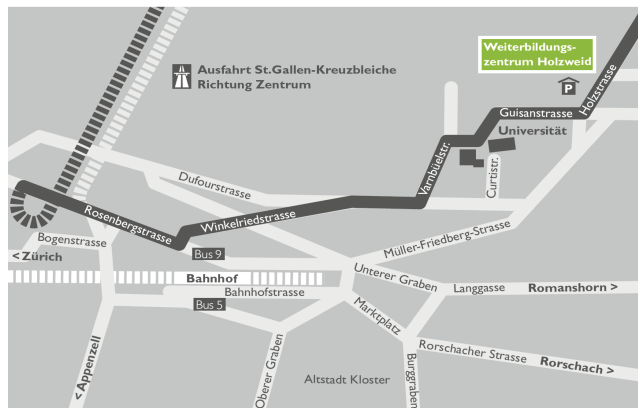 Weiterbildungs-
zentrum Holzweid
Ausfahrt St.Gallen-Kreuzbleiche
Richtung Zentrum
P
Holzstrasse
Guisanstrasse
Universität
Vambüelstr.
Curtistr.
Dufourstrasse
Winkelriedstrasse
Rosenbergstrasse
Müller-Friedberg-Strasse
Bogenstrasse
Bus 9
< Zürich
Bahnhof
Unterer Graben
Bahnhofstrasse
Langgasse
Romanshorn >
Bus 5
Marktplatz
Rorschacher Strasse
Rorschach >
< Appenzell
Oberer Graben
Altstadt Kloster
Burggraben